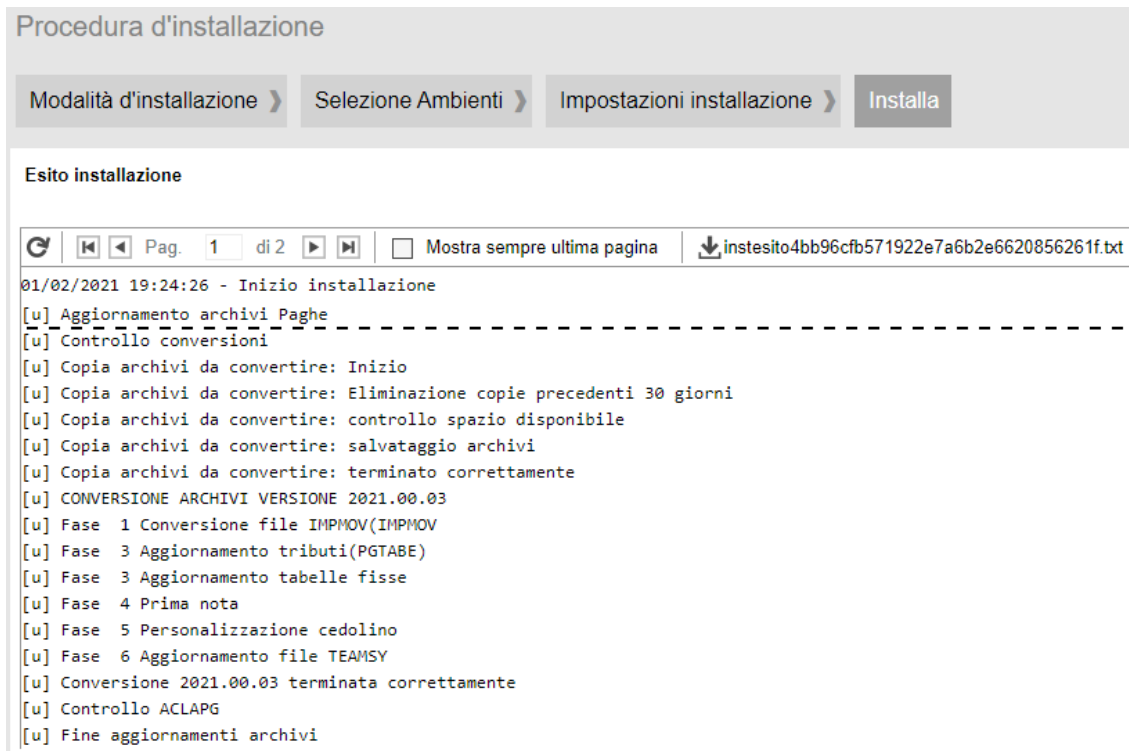 Procedura d'installazione
Modalità d'installazione ❱ Selezione Ambienti ❱ Impostazioni installazione ❱ Installa
Esito installazione
Pag. 1 di 2 Mostra sempre ultima pagina instesito4bb96cfb571922e7a6b2e6620856261f.txt
01/02/2021 19:24:26 - Inizio installazione
[u] Aggiornamento archivi Paghe
[u] Controllo conversioni
[u] Copia archivi da convertire: Inizio
[u] Copia archivi da convertire: Eliminazione copie precedenti 30 giorni
[u] Copia archivi da convertire: controllo spazio disponibile
[u] Copia archivi da convertire: salvataggio archivi
[u] Copia archivi da convertire: terminato correttamente
[u] CONVERSIONE ARCHIVI VERSIONE 2021.00.03
[u] Fase  1 Conversione file IMPMOV(IMPMOV
[u] Fase  3 Aggiornamento tributi(PGTABE)
[u] Fase  3 Aggiornamento tabelle fisse
[u] Fase  4 Prima nota
[u] Fase  5 Personalizzazione cedolino
[u] Fase  6 Aggiornamento file TEAMSY
[u] Conversione 2021.00.03 terminata correttamente
[u] Controllo ACLAPG
[u] Fine aggiornamenti archivi